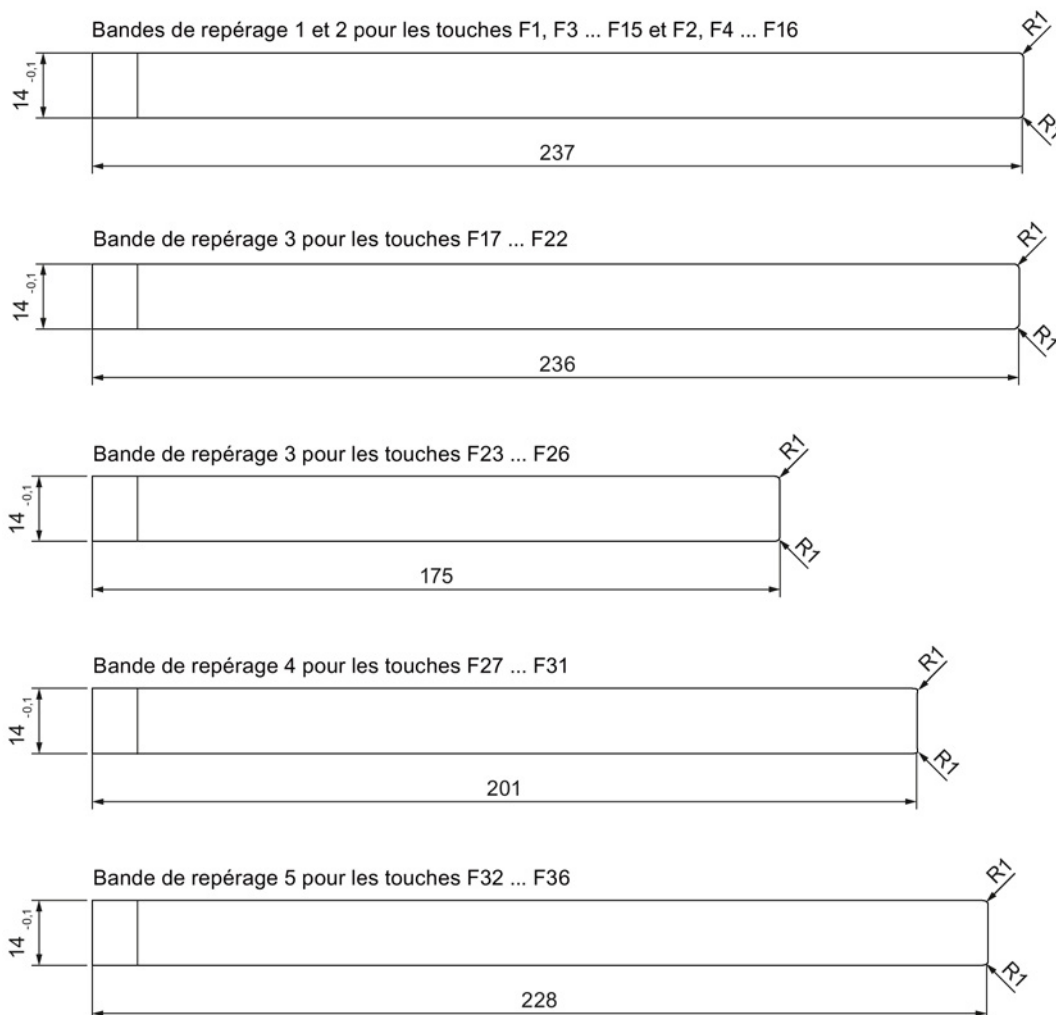 Bandes de repérage 1 et 2 pour les touches F1, F3 ... F15 et F2, F4 ... F16
R1
14 -0,1
R1
237
Bande de repérage 3 pour les touches F17 ... F22
R1
14 -0,1
R1
236
Bande de repérage 3 pour les touches F23 ... F26
R1
14 -0,1
R1
175
Bande de repérage 4 pour les touches F27 ... F31
R1
14 -0,1
R1
201
Bande de repérage 5 pour les touches F32 ... F36
R1
14 -0,1
R1
228